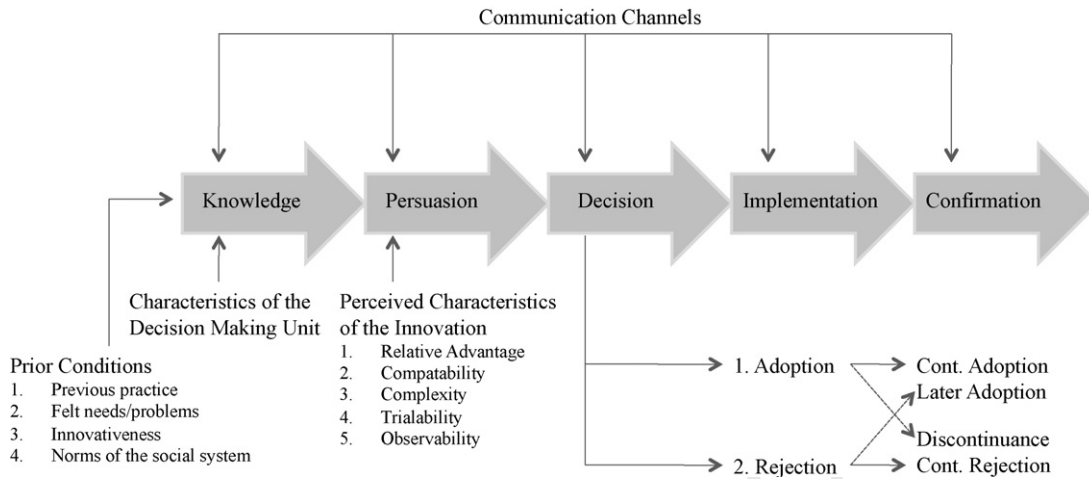 Communication Channels
Knowledge
Persuasion
Decision
Implementation
Confirmation
Characteristics of the
Decision Making Unit
Perceived Characteristics
of the Innovation
1. Relative Advantage
2. Compatability
3. Complexity
4. Trialability
5. Observability
Prior Conditions
1. Previous practice
2. Felt needs/problems
3. Innovativeness
4. Norms of the social system
1. Adoption
2. Rejection
Cont. Adoption
Later Adoption
Discontinuance
Cont. Rejection